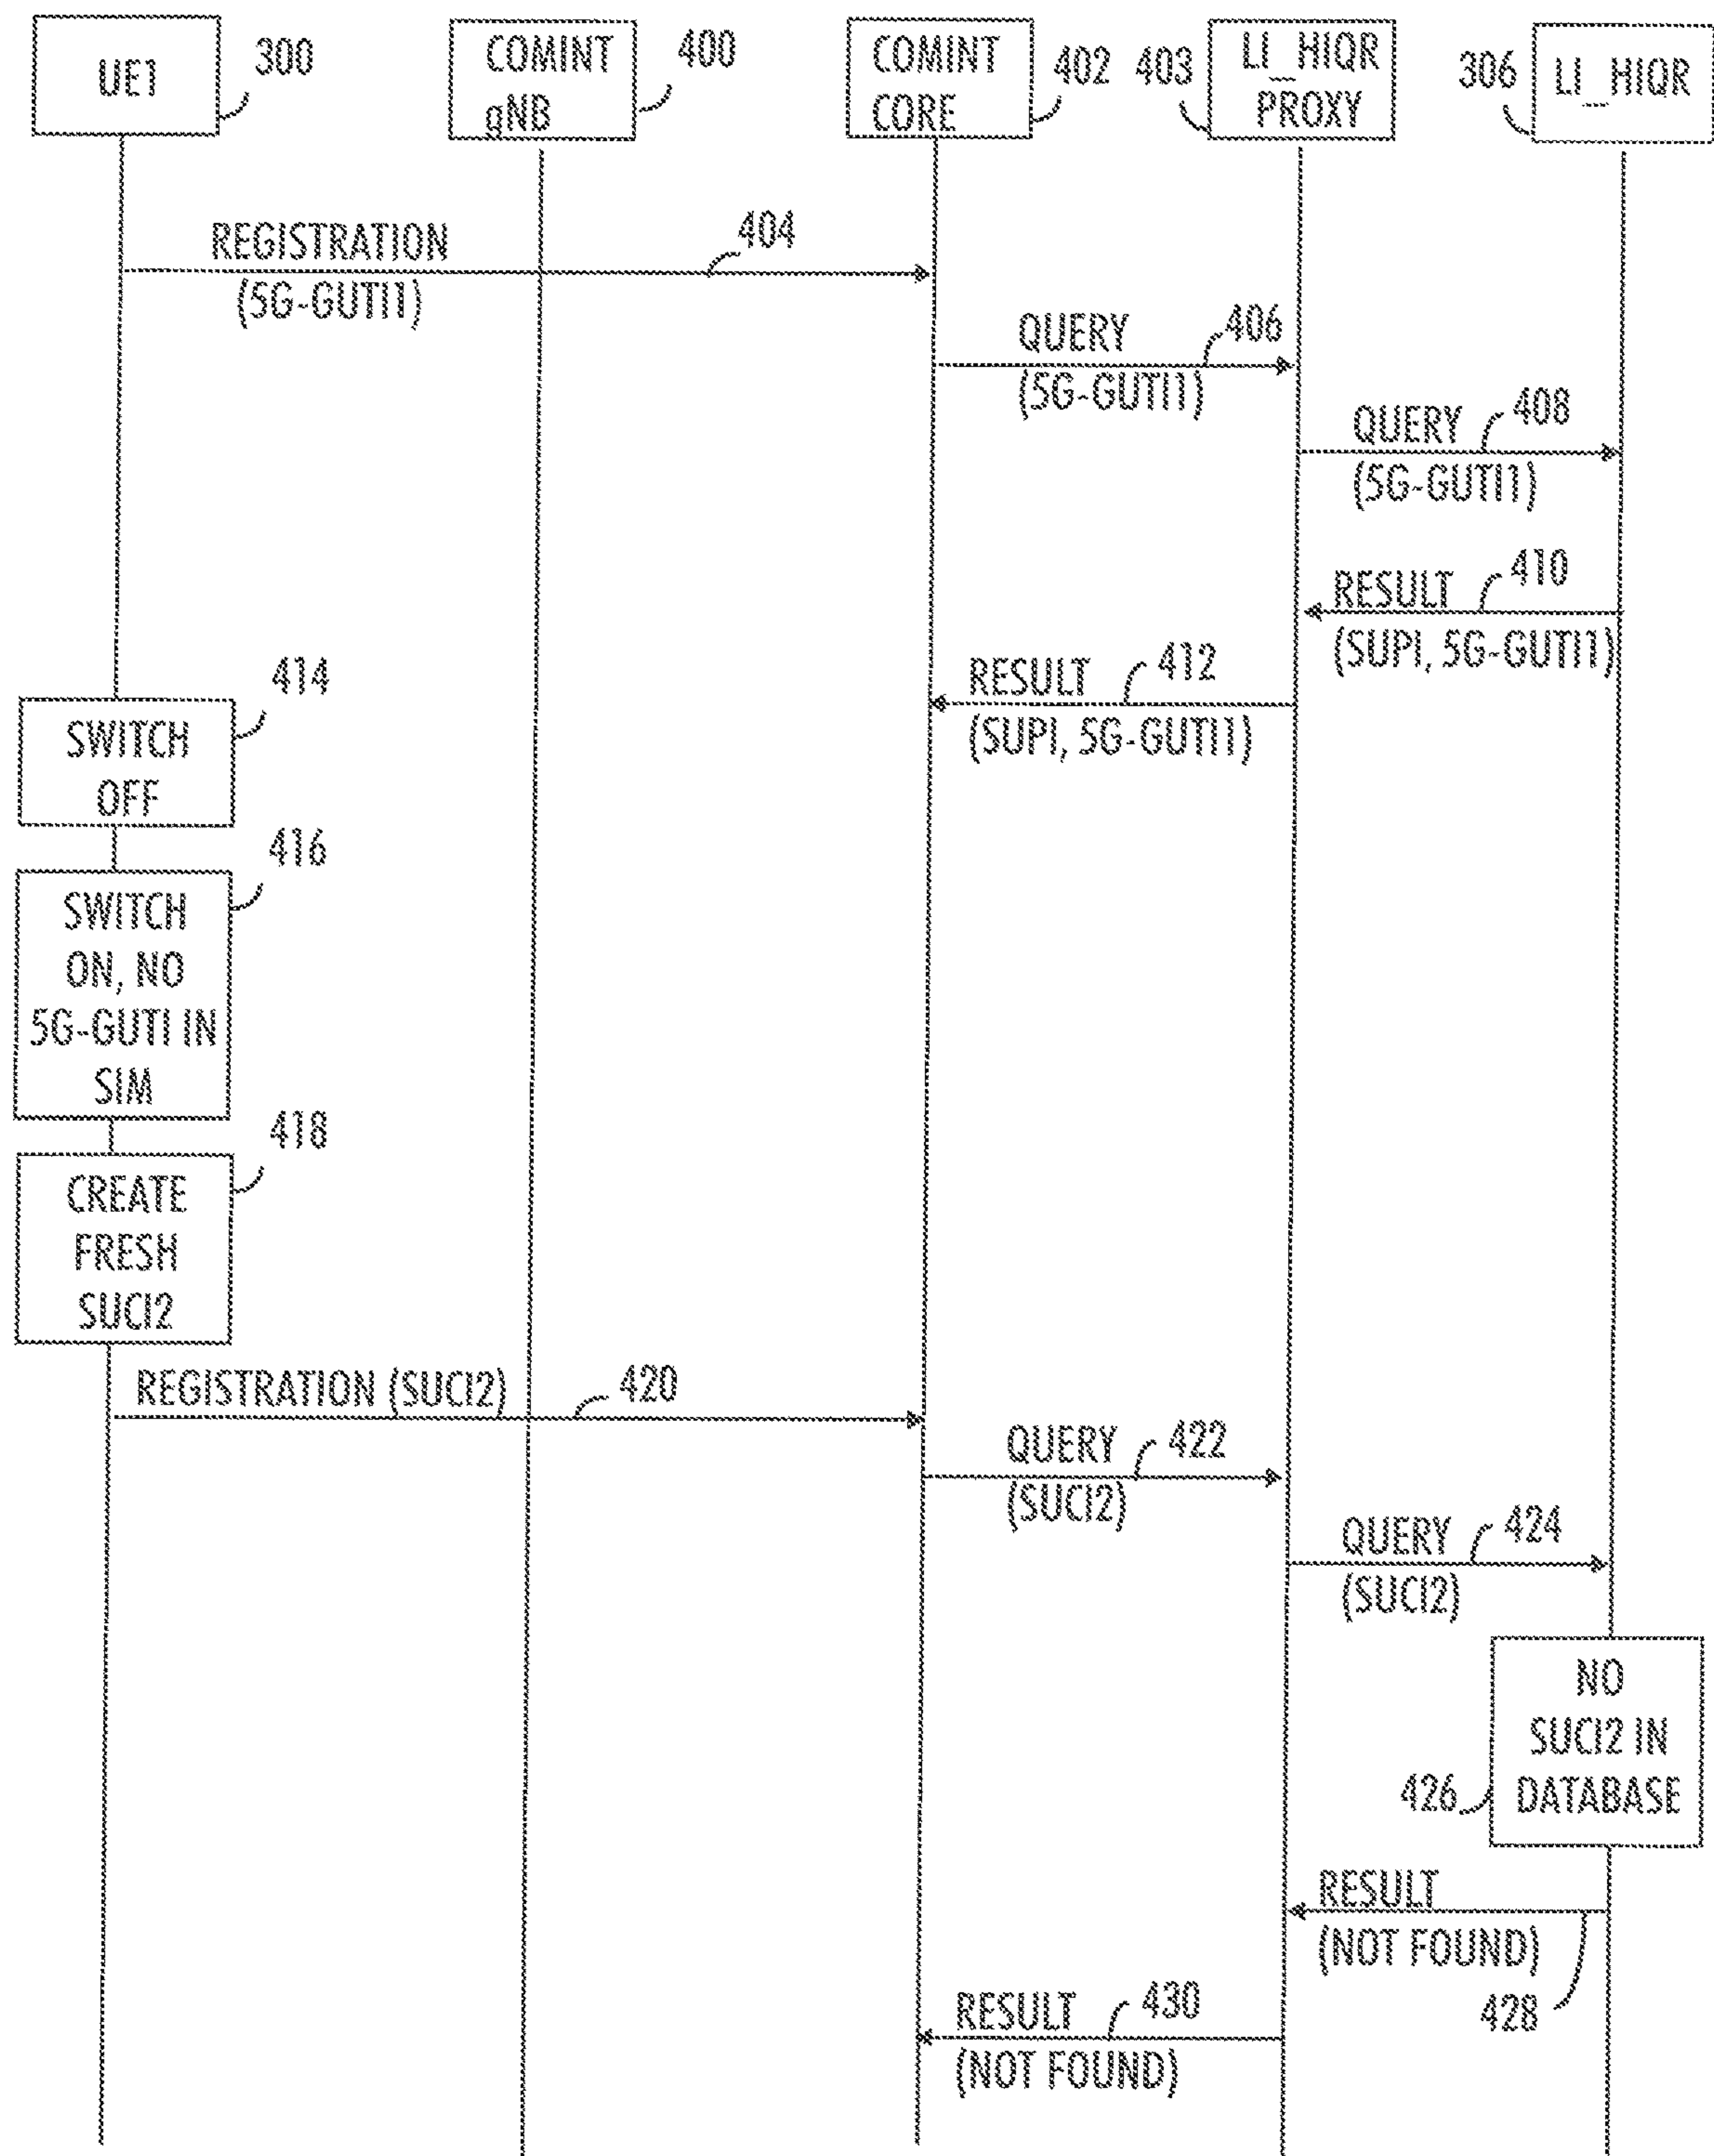 UE1
300
COMINT
gNB
400
COMINT
CORE
402
403
LI_HIQR
PROXY
306
LI_HIQR
REGISTRATION
404
(5G-GUTI1)
QUERY
406
(5G-GUTI1)
QUERY
408
(5G-GUTI1)
RESULT
410
(SUPI, 5G-GUTI1)
RESULT
412
(SUPI, 5G-GUTI1)
414
SWITCH
OFF
416
SWITCH
ON, NO
5G-GUTI IN
SIM
418
CREATE
FRESH
SUCI2
REGISTRATION (SUCI2)
420
QUERY
422
(SUCI2)
QUERY
424
(SUCI2)
NO
SUCI2 IN
DATABASE
426
RESULT
(NOT FOUND)
428
RESULT
430
(NOT FOUND)